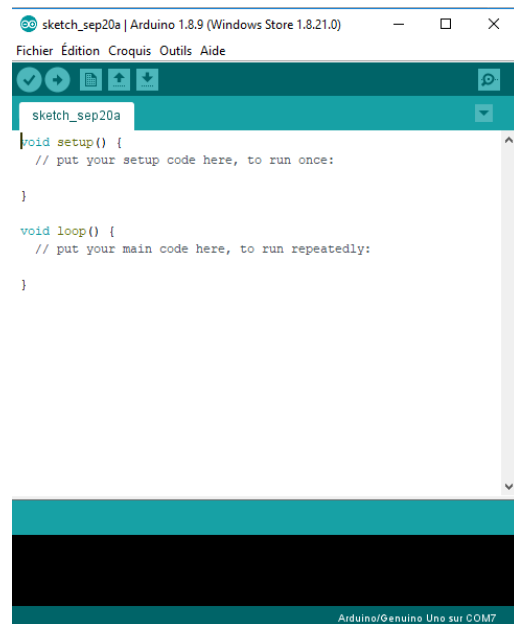 sketch_sep20a | Arduino 1.8.9 (Windows Store 1.8.21.0)
Fichier Édition Croquis Outils Aide
sketch_sep20a
void setup() {
// put your setup code here, to run once:
}
void loop() {
// put your main code here, to run repeatedly:
}
Arduino/Genuino Uno sur COM7